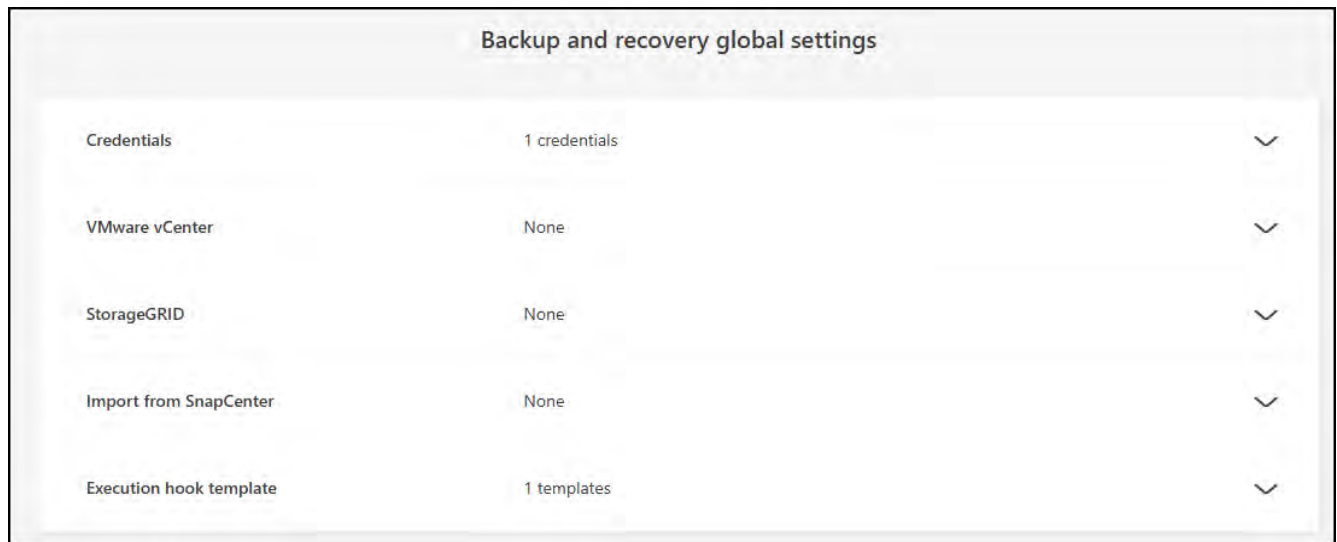 Backup and recovery global settings
Credentials 1 credentials
VMware vCenter None
StorageGRID None
Import from SnapCenter None
Execution hook template 1 templates